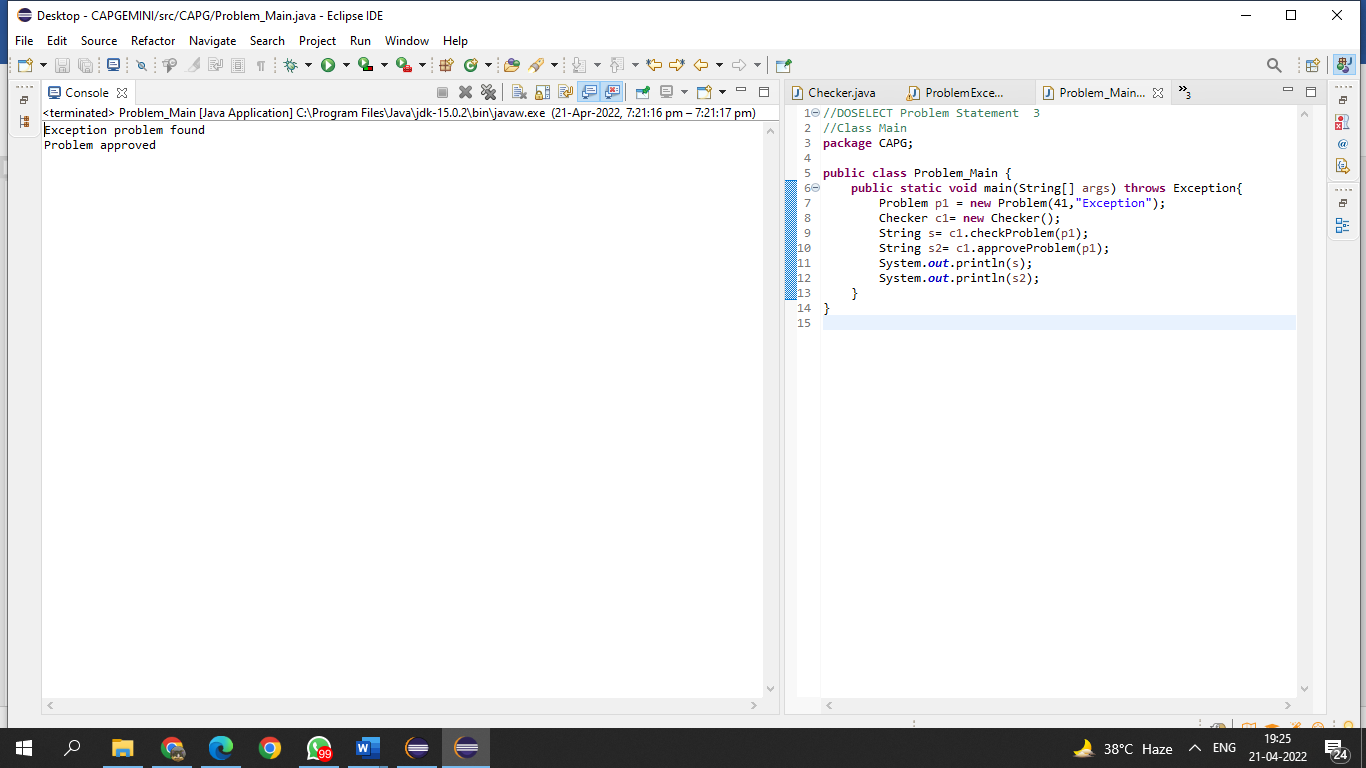 Desktop - CAPGEMINI/src/CAPG/Problem_Main.java - Eclipse IDE
File Edit Source Refactor Navigate Search Project Run Window Help
Console
<terminated> Problem_Main [Java Application] C:\Program Files\Java\jdk-15.0.2\bin\javaw.exe (21-Apr-2022, 7:21:16 pm – 7:21:17 pm)
Exception problem found
Problem approved
Checker.java ProblemExce... Problem_Main... »3
1 //DOSELECT Problem Statement  3
2 //Class Main
3 package CAPG;
4
5 public class Problem_Main {
6     public static void main(String[] args) throws Exception{
7         Problem p1 = new Problem(41,"Exception");
8         Checker c1= new Checker();
9         String s= c1.checkProblem(p1);
10         String s2= c1.approveProblem(p1);
11         System.out.println(s);
12         System.out.println(s2);
13     }
14 }
15
99
W
38°C Haze
ENG
19:25
21-04-2022
24